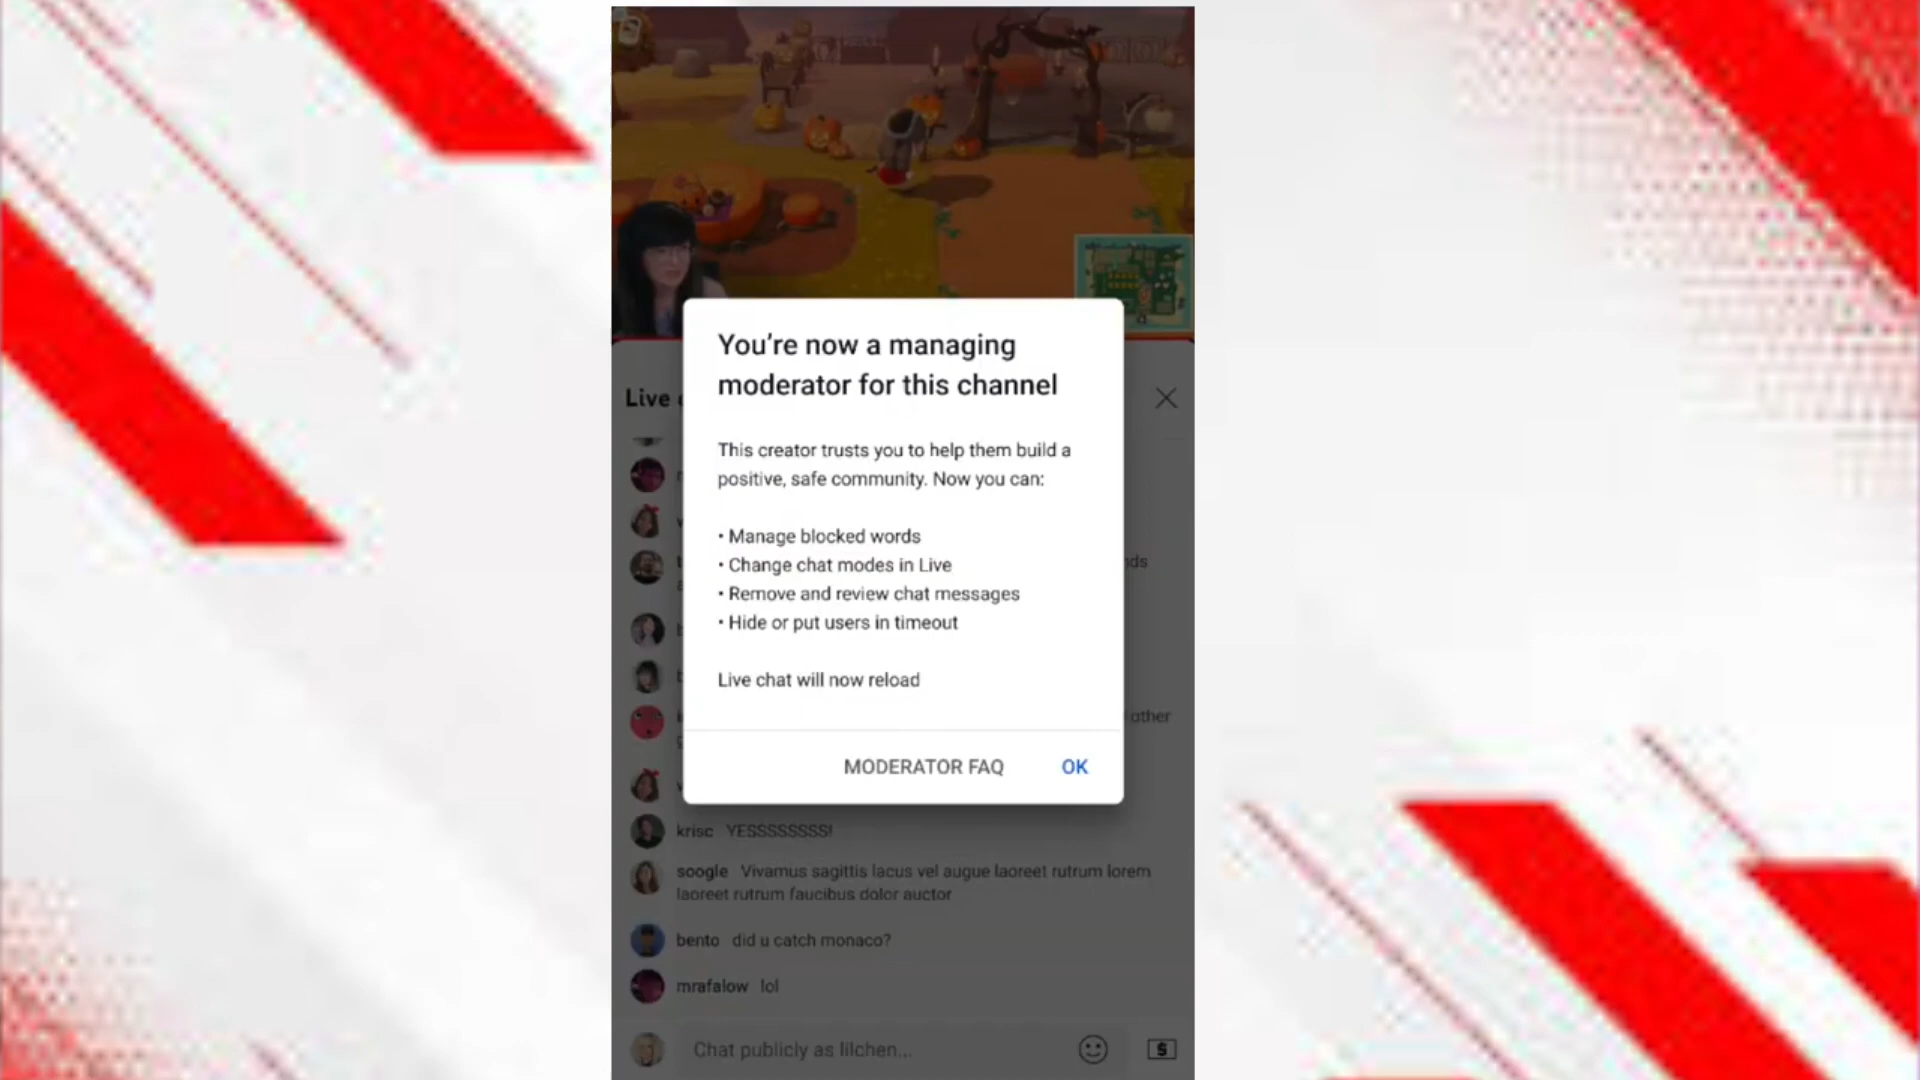 You're now a managing
moderator for this channel
Live
This creator trusts you to help them build a
positive, safe community. Now you can:
• Manage blocked words
• Change chat modes in Live
• Remove and review chat messages
• Hide or put users in timeout
Live chat will now reload
other
MODERATOR FAQ OK
krisc YESSSSSSSS!
soogle Vivamus sagittis lacus vel augue laoreet rutrum lorem
laoreet rutrum faucibus dolor auctor
bento did u catch monaco?
mrafalow lol
Chat publicly as lilchen...
$